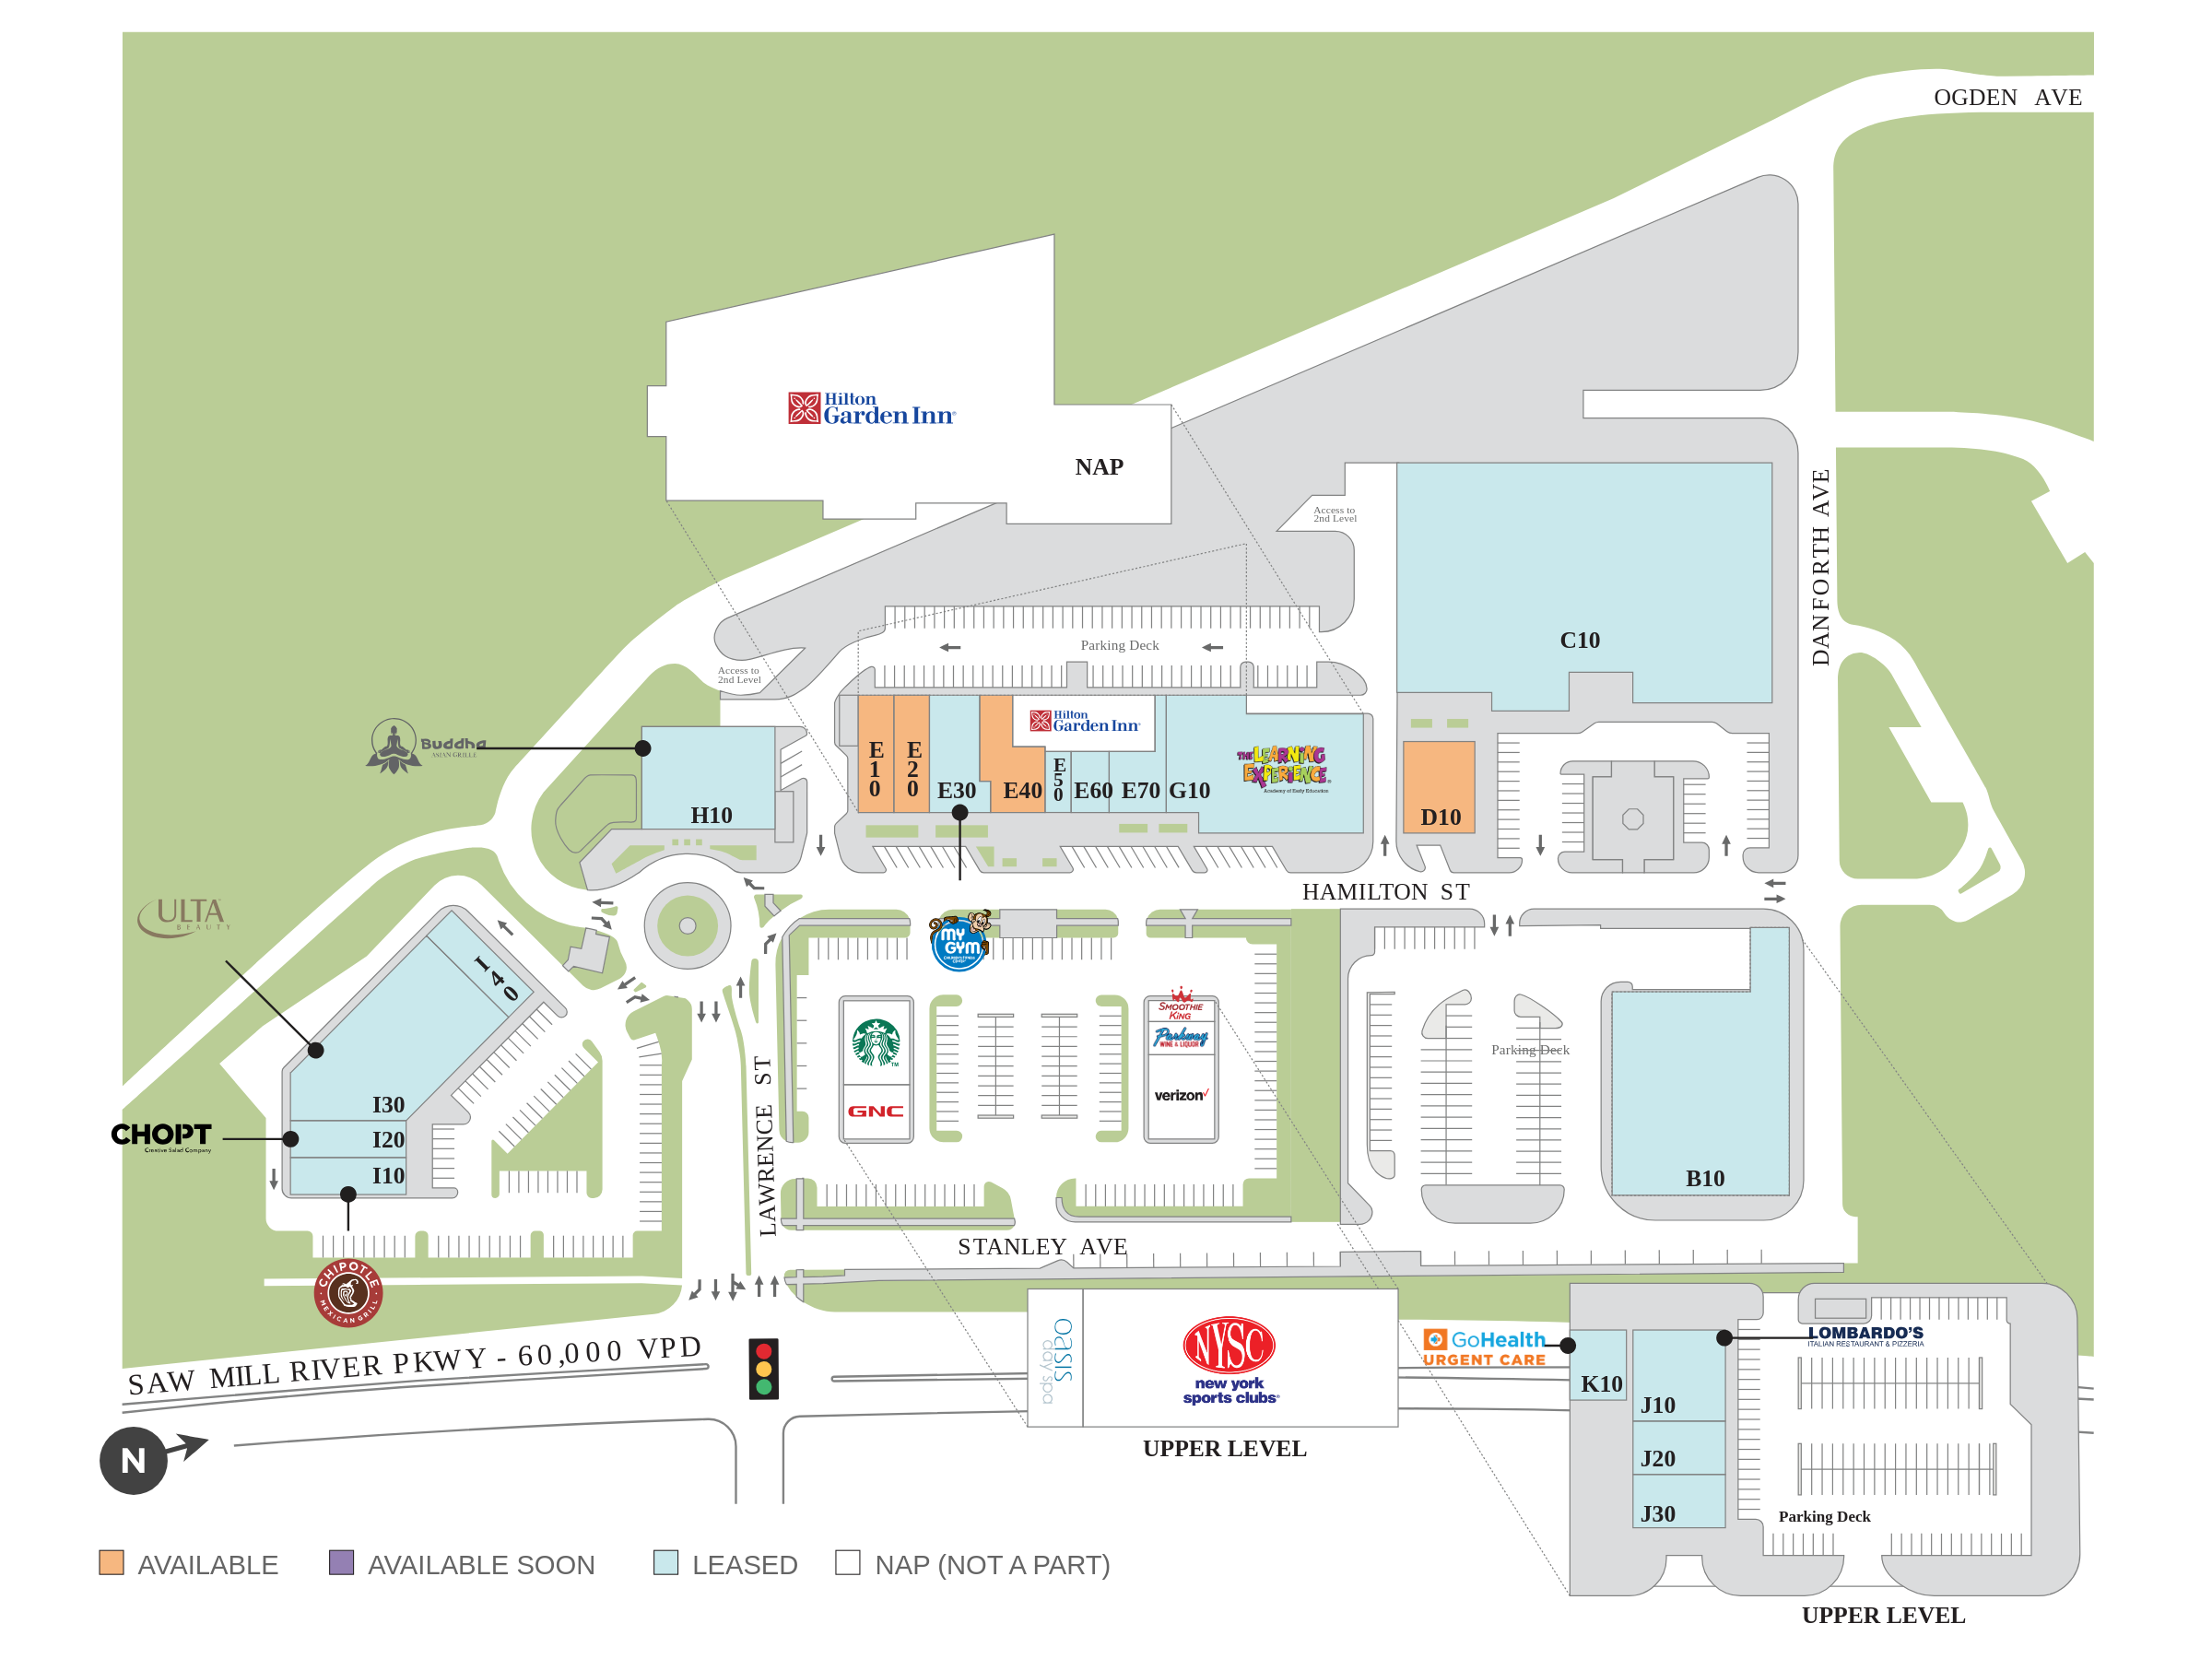 OGDEN AVE
Hilton
Garden Inn
NAP
Access to
2nd Level
DANFORTH AVE
C10
Parking Deck
Access to
2nd Level
Hilton
Garden Inn
Buddha
ASIAN GRILLE
E10
E20
E30
E40
E50
E60
E70
G10
THE LEARNING
EXPERIENCE
Academy of Early Education
H10
D10
HAMILTON ST
ULTA
BEAUTY
I40
MY
GYM
CHILDREN'S FITNESS
CENTER
SMOOTHIE
KING
Parkway
WINE & LIQUOR
verizon
TM
GNC
Parking Deck
LAWRENCE ST
I30
I20
I10
CHOPT
Creative Salad Company
B10
STANLEY AVE
CHIPOTLE
MEXICAN GRILL
SAW MILL RIVER PKWY - 60,000 VPD
Oasis
day spa
NYSC
new york
sports clubs
UPPER LEVEL
GoHealth
URGENT CARE
LOMBARDO'S
ITALIAN RESTAURANT & PIZZERIA
K10
J10
J20
J30
Parking Deck
UPPER LEVEL
N
AVAILABLE
AVAILABLE SOON
LEASED
NAP (NOT A PART)